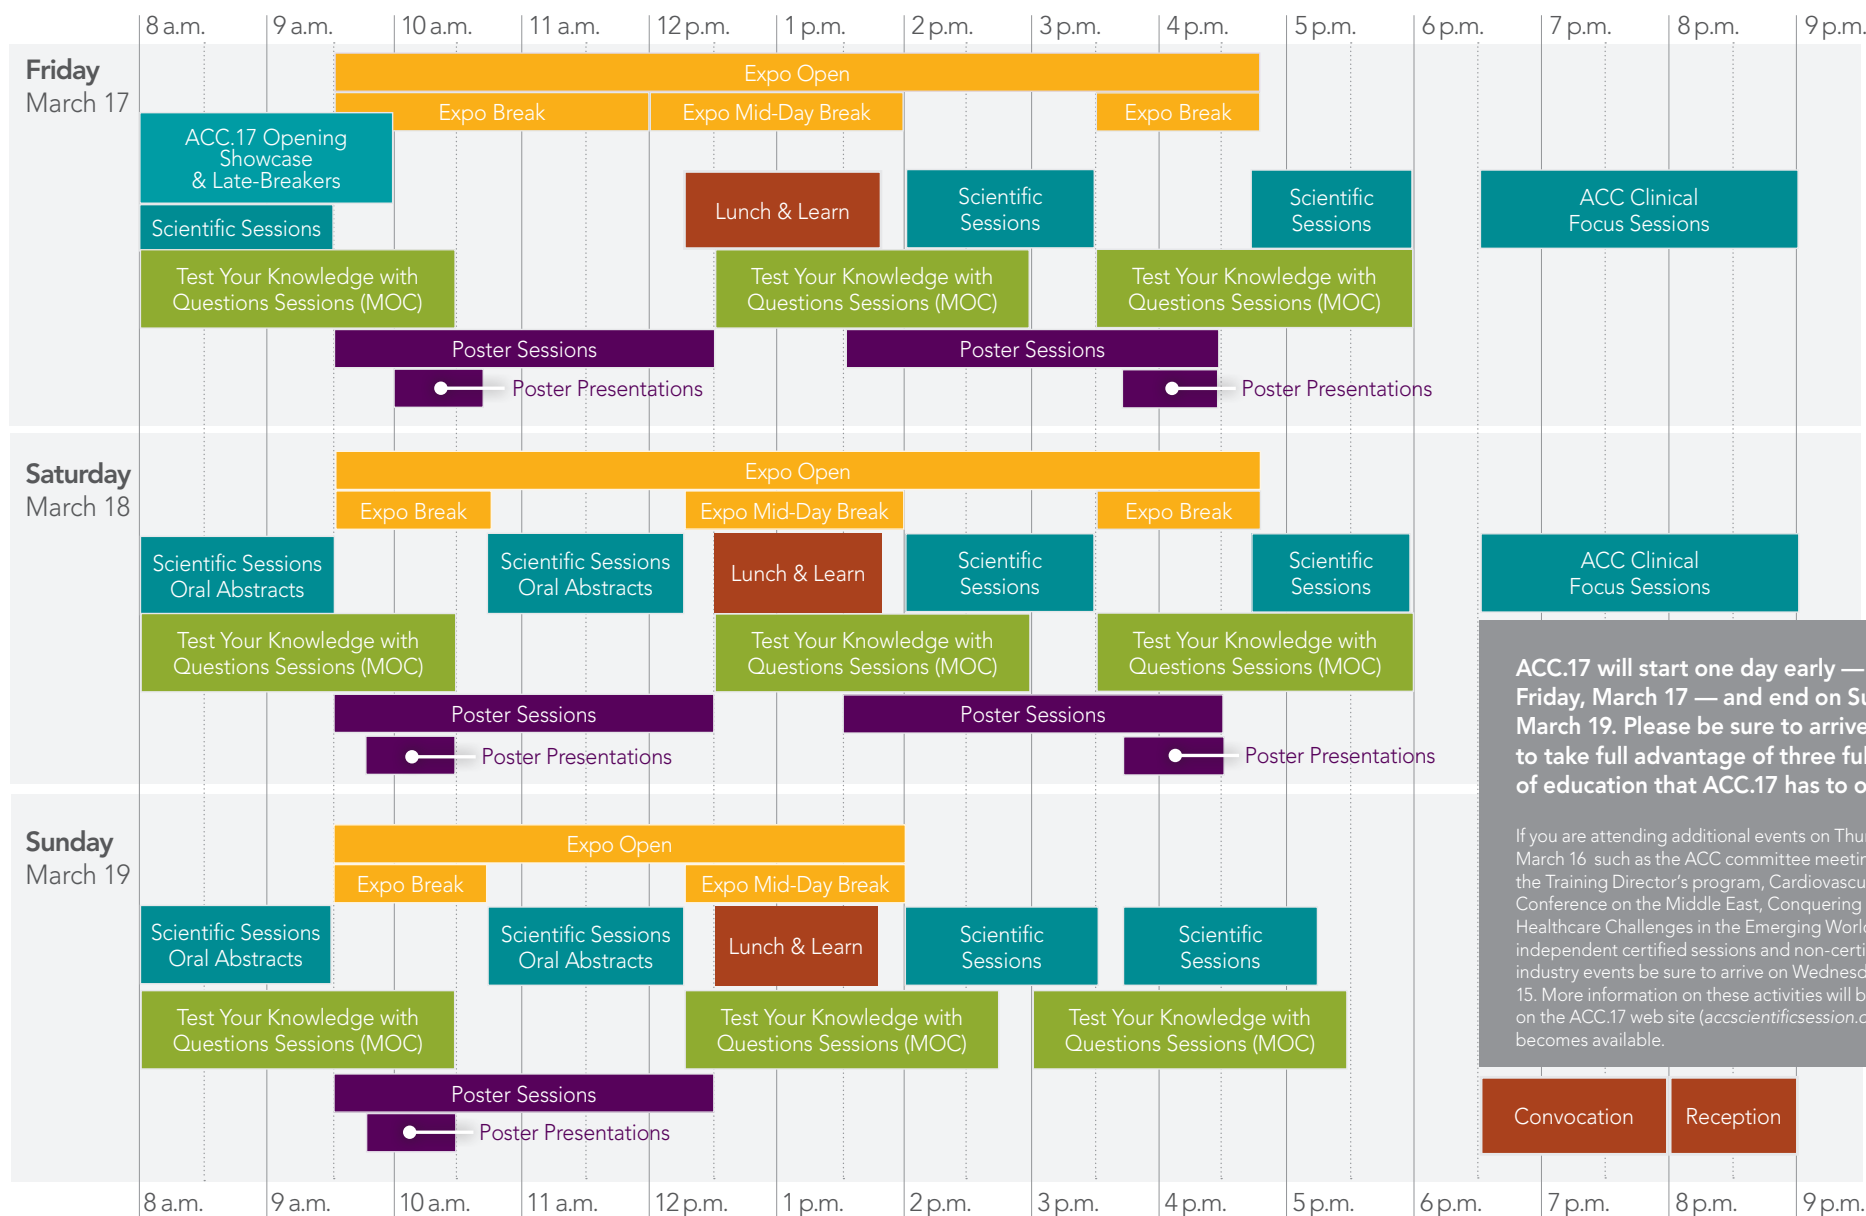 8 a.m. 9 a.m. 10 a.m. 11 a.m. 12 p.m. 1 p.m. 2 p.m. 3 p.m. 4 p.m. 5 p.m. 6 p.m. 7 p.m. 8 p.m. 9 p.m.
Friday
March 17
Expo Open
Expo Break
Expo Mid-Day Break
Expo Break
ACC.17 Opening
Showcase
& Late-Breakers
Scientific Sessions
Lunch & Learn
Scientific
Sessions
Scientific
Sessions
ACC Clinical
Focus Sessions
Test Your Knowledge with
Questions Sessions (MOC)
Test Your Knowledge with
Questions Sessions (MOC)
Test Your Knowledge with
Questions Sessions (MOC)
Poster Sessions
Poster Sessions
Poster Presentations
Poster Presentations
Saturday
March 18
Expo Open
Expo Break
Expo Mid-Day Break
Expo Break
Scientific Sessions
Oral Abstracts
Scientific Sessions
Oral Abstracts
Lunch & Learn
Scientific
Sessions
Scientific
Sessions
ACC Clinical
Focus Sessions
Test Your Knowledge with
Questions Sessions (MOC)
Test Your Knowledge with
Questions Sessions (MOC)
Test Your Knowledge with
Questions Sessions (MOC)
Poster Sessions
Poster Sessions
Poster Presentations
Poster Presentations
ACC.17 will start one day early —
Friday, March 17 — and end on
March 19. Please be sure to arrive
to take full advantage of three
of education that ACC.17 has to
If you are attending additional events on
March 16 such as the ACC committee
the Training Director's program,
Conference on the Middle East, Conquering
Healthcare Challenges in the Emerging
independent certified sessions and
industry events be sure to arrive on
15. More information on these activities will
on the ACC.17 web site
becomes available.
Sunday
March 19
Expo Open
Expo Break
Expo Mid-Day Break
Scientific Sessions
Oral Abstracts
Scientific Sessions
Oral Abstracts
Lunch & Learn
Scientific
Sessions
Scientific
Sessions
Test Your Knowledge with
Questions Sessions (MOC)
Test Your Knowledge with
Questions Sessions (MOC)
Test Your Knowledge with
Questions Sessions (MOC)
Poster Sessions
Poster Presentations
Convocation
Reception
8 a.m. 9 a.m. 10 a.m. 11 a.m. 12 p.m. 1 p.m. 2 p.m. 3 p.m. 4 p.m. 5 p.m. 6 p.m. 7 p.m. 8 p.m. 9 p.m.